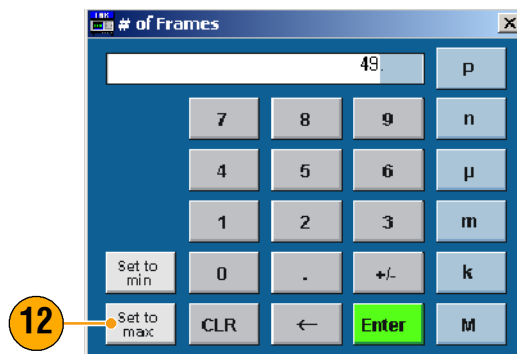 # of Frames
49.
p
7 8 9 n
4 5 6 µ
1 2 3 m
Set to min 0 . +/- k
12 Set to max CLR ← Enter M